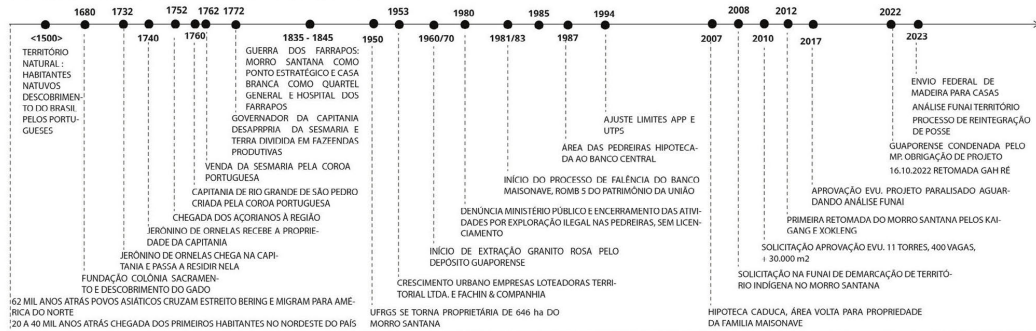 1680
1732
1752
1762
1772
1953
1980
1985
1994
2008
2012
2022
<1500>
1740
1760
1835 - 1845
1950
1960/70
1981/83
1987
2007
2010
2017
2023
TERRITÓRIO
NATURAL :
HABITANTES
NATUVOS
DESCOBRIMEN-
TO DO BRASIL
PELOS PORTU-
GUESES
GUERRA DOS FARRAPOS:
MORRO SANTANA COMO
PONTO ESTRATÉGICO E CASA
BRANCA COMO QUARTEL
GENERAL E HOSPITAL DOS
FARRAPOS
GOVERNADOR DA CAPITANIA
DESAPRPRIA DA SESMARIA E
TERRA DIVIDIDA EM FAZEENDAS
PRODUTIVAS
VENDA DA SESMARIA PELA COROA
PORTUGUESA
CAPITANIA DE RIO GRANDE DE SÃO PEDRO
CRIADA PELA COROA PORTUGUESA
CHEGADA DOS AÇORIANOS À REGIÃO
JERÔNINO DE ORNELAS RECEBE A PROPRIE-
DADE DA CAPITANIA
JERÔNINO DE ORNELAS CHEGA NA CAPI-
TANIA E PASSA A RESIDIR NELA
FUNDAÇÃO COLÔNIA SACRAMEN-
TO E DESCOBRIMENTO DO GADO
62 MIL ANOS ATRÁS POVOS ASIÁTICOS CRUZAM ESTREITO BERING E MIGRAM PARA AMÉ-
RICA DO NORTE
20 A 40 MIL ANOS ATRÁS CHEGADA DOS PRIMEIROS HABITANTES NO NORDESTE DO PAÍS
AJUSTE LIMITES APP E
UTPS
ÁREA DAS PEDREIRAS HIPOTECA-
DA AO BANCO CENTRAL
INÍCIO DO PROCESSO DE FALÊNCIA DO BANCO
MAISONAVE, ROMB 5 DO PATRIMÔNIO DA UNIÃO
DENÚNCIA MINISTÉRIO PÚBLICO E ENCERRAMENTO DAS ATIVI-
DADES POR EXPLORAÇÃO ILEGAL NAS PEDREIRAS, SEM LICEN-
CIAMENTO
INÍCIO DE EXTRAÇÃO GRANITO ROSA PELO
DEPÓSITO GUAPORENSE
CRESCIMENTO URBANO EMPRESAS LOTEADORAS TERRI-
TORIAL LTDA. E FACHIN & COMPANHIA
UFRGS SE TORNA PROPRIETÁRIA DE 646 ha DO
MORRO SANTANA
ENVIO FEDERAL DE
MADEIRA PARA CASAS
ANÁLISE FUNAI TERRITÓRIO
PROCESSO DE REINTEGRAÇÃO
DE POSSE
GUAPORENSE CONDENADA PELO
MP. OBRIGAÇÃO DE PROJETO
16.10.2022 RETOMADA GAH RÉ
APROVAÇÃO EVU. PROJETO PARALISADO AGUAR-
DANDO ANÁLISE FUNAI
PRIMEIRA RETOMADA DO MORRO SANTANA PELOS KAI-
GANG E XOKLENG
SOLICITAÇÃO APROVAÇÃO EVU. 11 TORRES, 400 VAGAS,
+ 30.000 m2
SOLICITAÇÃO NA FUNAI DE DEMARCAÇÃO DE TERRITÓ-
RIO INDÍGENA NO MORRO SANTANA
HIPOTECA CADUCA, ÁREA VOLTA PARA PROPRIEDADE
DA FAMILIA MAISONAVE